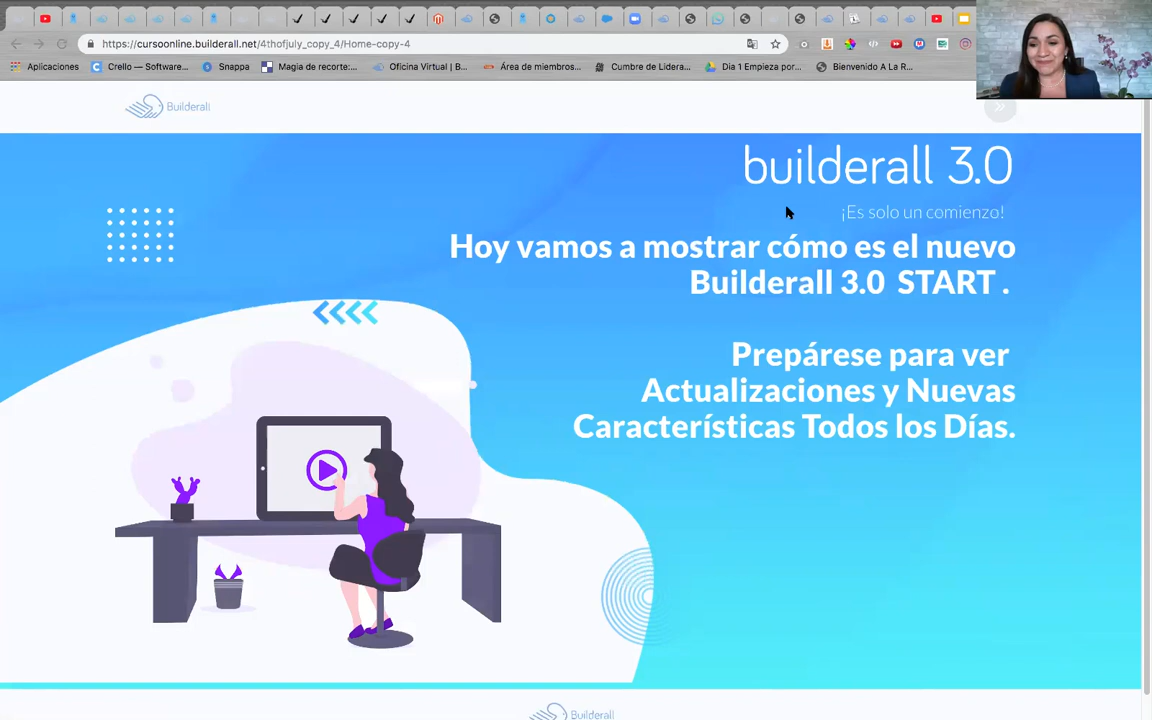 https://cursoonline.builderall.net/4thofjuly_copy_4/Home-copy-4
Aplicaciones
Crello — Software...
Snappa
Magia de recorte:...
Oficina Virtual | B...
Área de miembros...
Cumbre de Lidera...
Dia 1 Empieza por...
Bienvenido A La R...
Builderall
builderall 3.0
¡Es solo un comienzo!
Hoy vamos a mostrar cómo es el nuevo
Builderall 3.0 START .
Prepárese para ver
Actualizaciones y Nuevas
Características Todos los Días.
Builderall